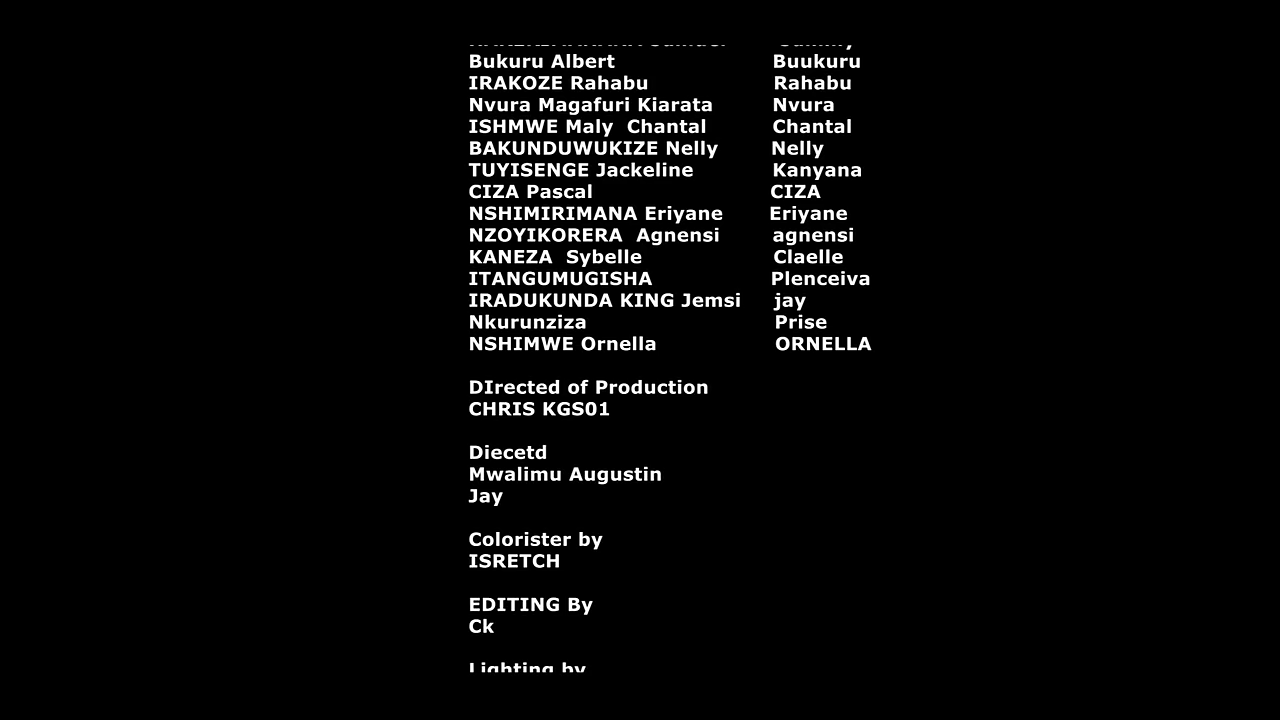 Bukuru Albert Buukuru
IRAKOZE Rahabu Rahabu
Nvura Magafuri Kiarata Nvura
ISHMWE Maly  Chantal Chantal
BAKUNDUWUKIZE Nelly Nelly
TUYISENGE Jackeline Kanyana
CIZA Pascal CIZA
NSHIMIRIMANA Eriyane Eriyane
NZOYIKORERA  Agnensi agnensi
KANEZA  Sybelle Claelle
ITANGUMUGISHA Plenceiva
IRADUKUNDA KING Jemsi jay
Nkurunziza Prise
NSHIMWE Ornella ORNELLA
DIrected of Production
CHRIS KGS01
Diecetd
Mwalimu Augustin
Jay
Colorister by
ISRETCH
EDITING By
Ck
Lighting by